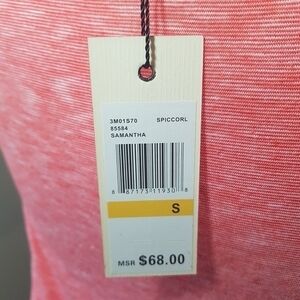 3M01S70 SPICCORL
85584
SAMANTHA
8 87173 11930 8
S
MSR $68.00